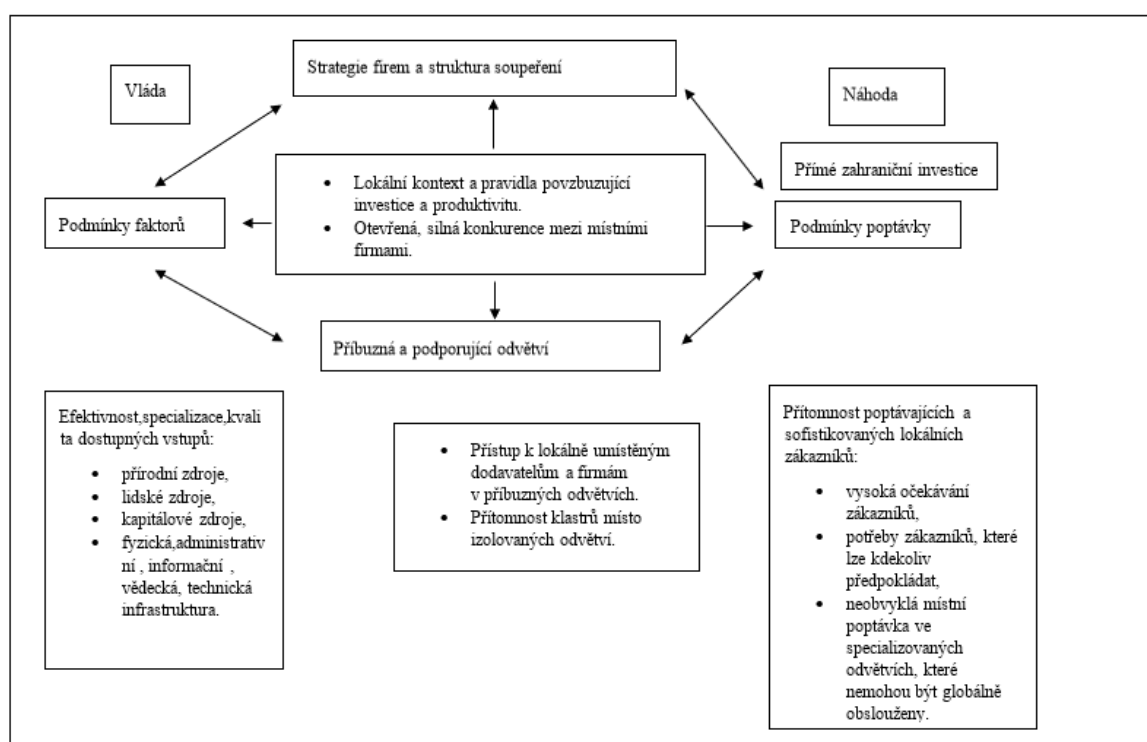 Strategie firem a struktura soupeření
Vláda
Náhoda
Přímé zahraniční investice
• Lokální kontext a pravidla povzbuzující
investice a produktivitu.
• Otevřená, silná konkurence mezi místními
firmami.
Podmínky faktorů
Podmínky poptávky
Příbuzná a podporující odvětví
Efektivnost,specializace,kvali
ta dostupných vstupů:
• přírodní zdroje,
• lidské zdroje,
• kapitálové zdroje,
• fyzická,administrativ
ní , informační ,
vědecká, technická
infrastruktura.
• Přístup k lokálně umístěným
dodavatelům a firmám
v příbuzných odvětvích.
• Přítomnost klastrů místo
izolovaných odvětví.
Přítomnost poptávajících a
sofistikovaných lokálních
zákazníků:
• vysoká očekávání
zákazníků,
• potřeby zákazníků, které
lze kdekoliv
předpokládat,
• neobvyklá místní
poptávka ve
specializovaných
odvětvích, které
nemohou být globálně
obslouženy.